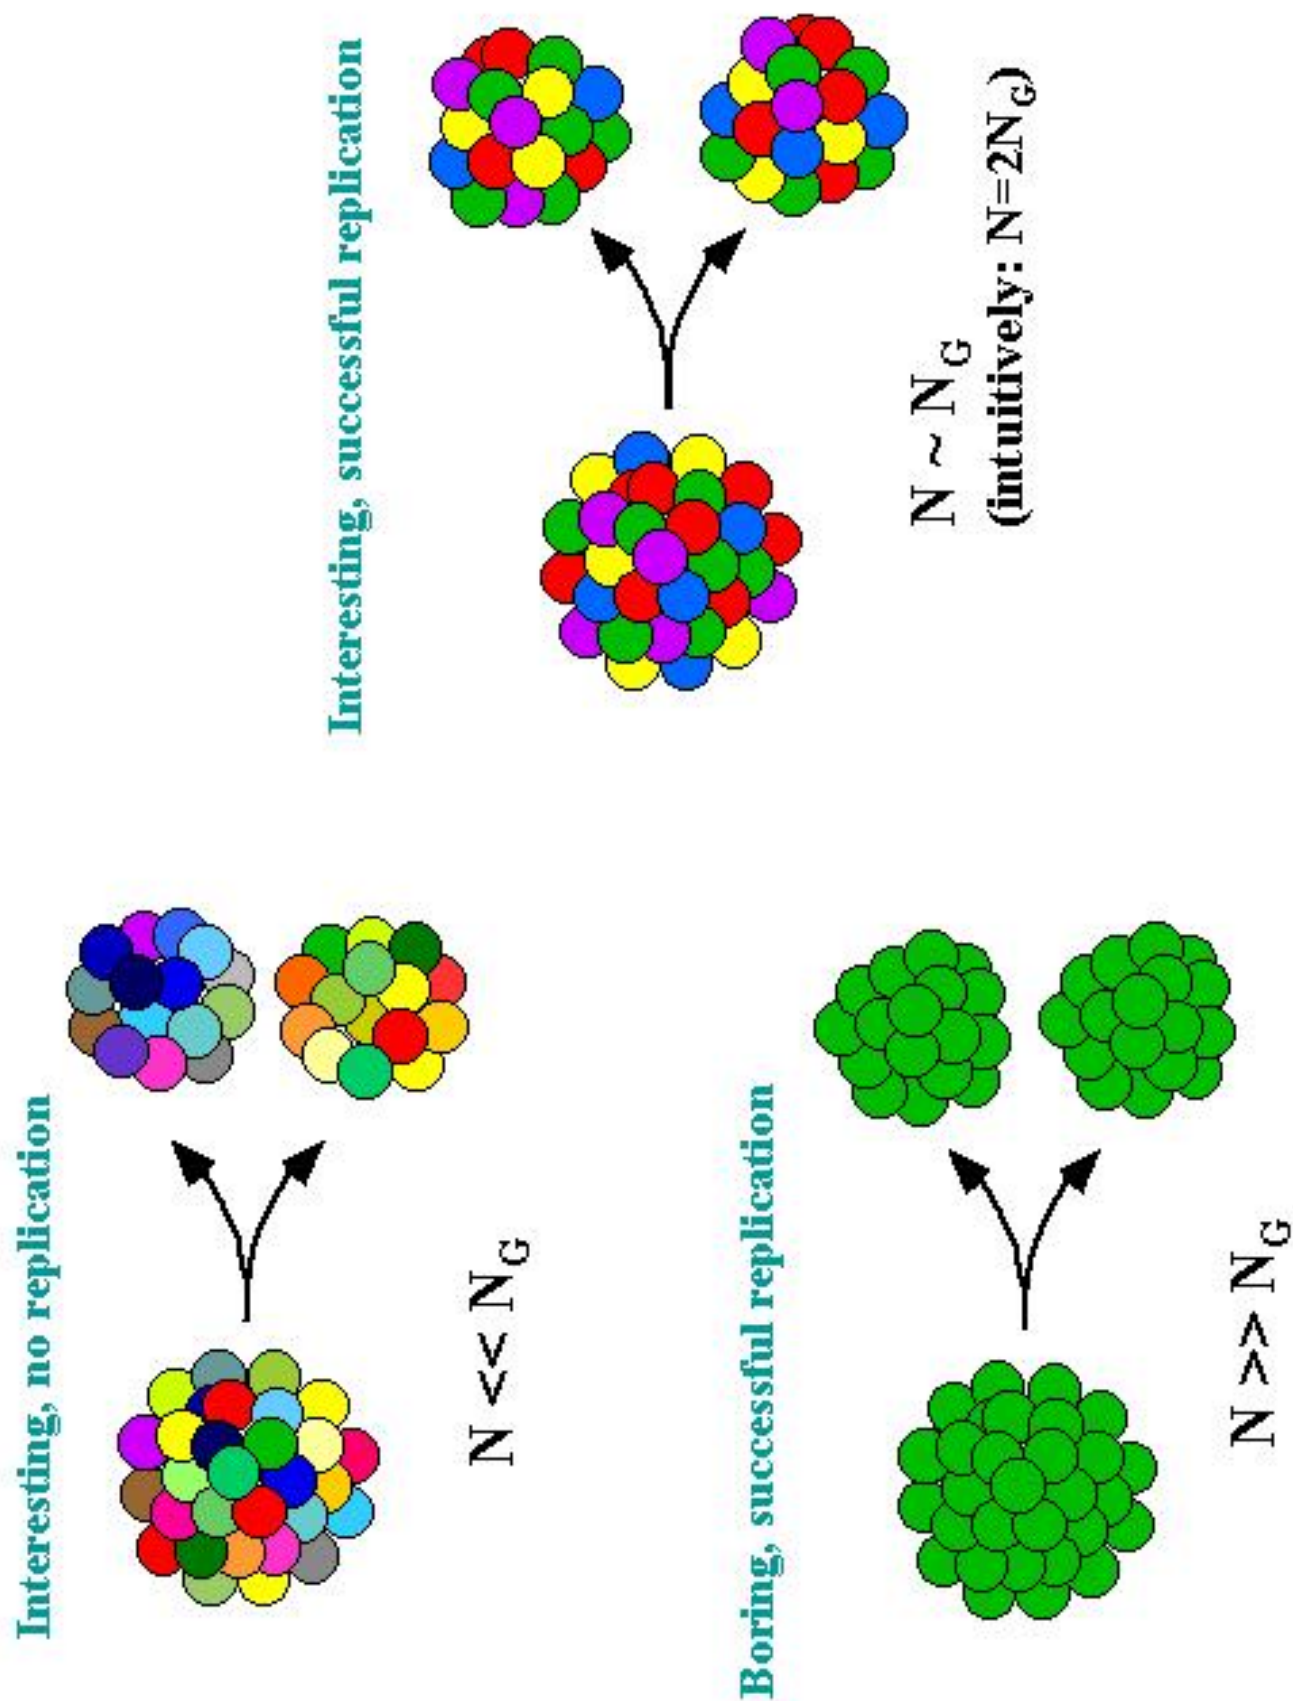 Interesting, no replication
N << N_G
Boring, successful replication
N >> N_G
Interesting, successful replication
N ~ N_G
(intuitively: N=2N_G)